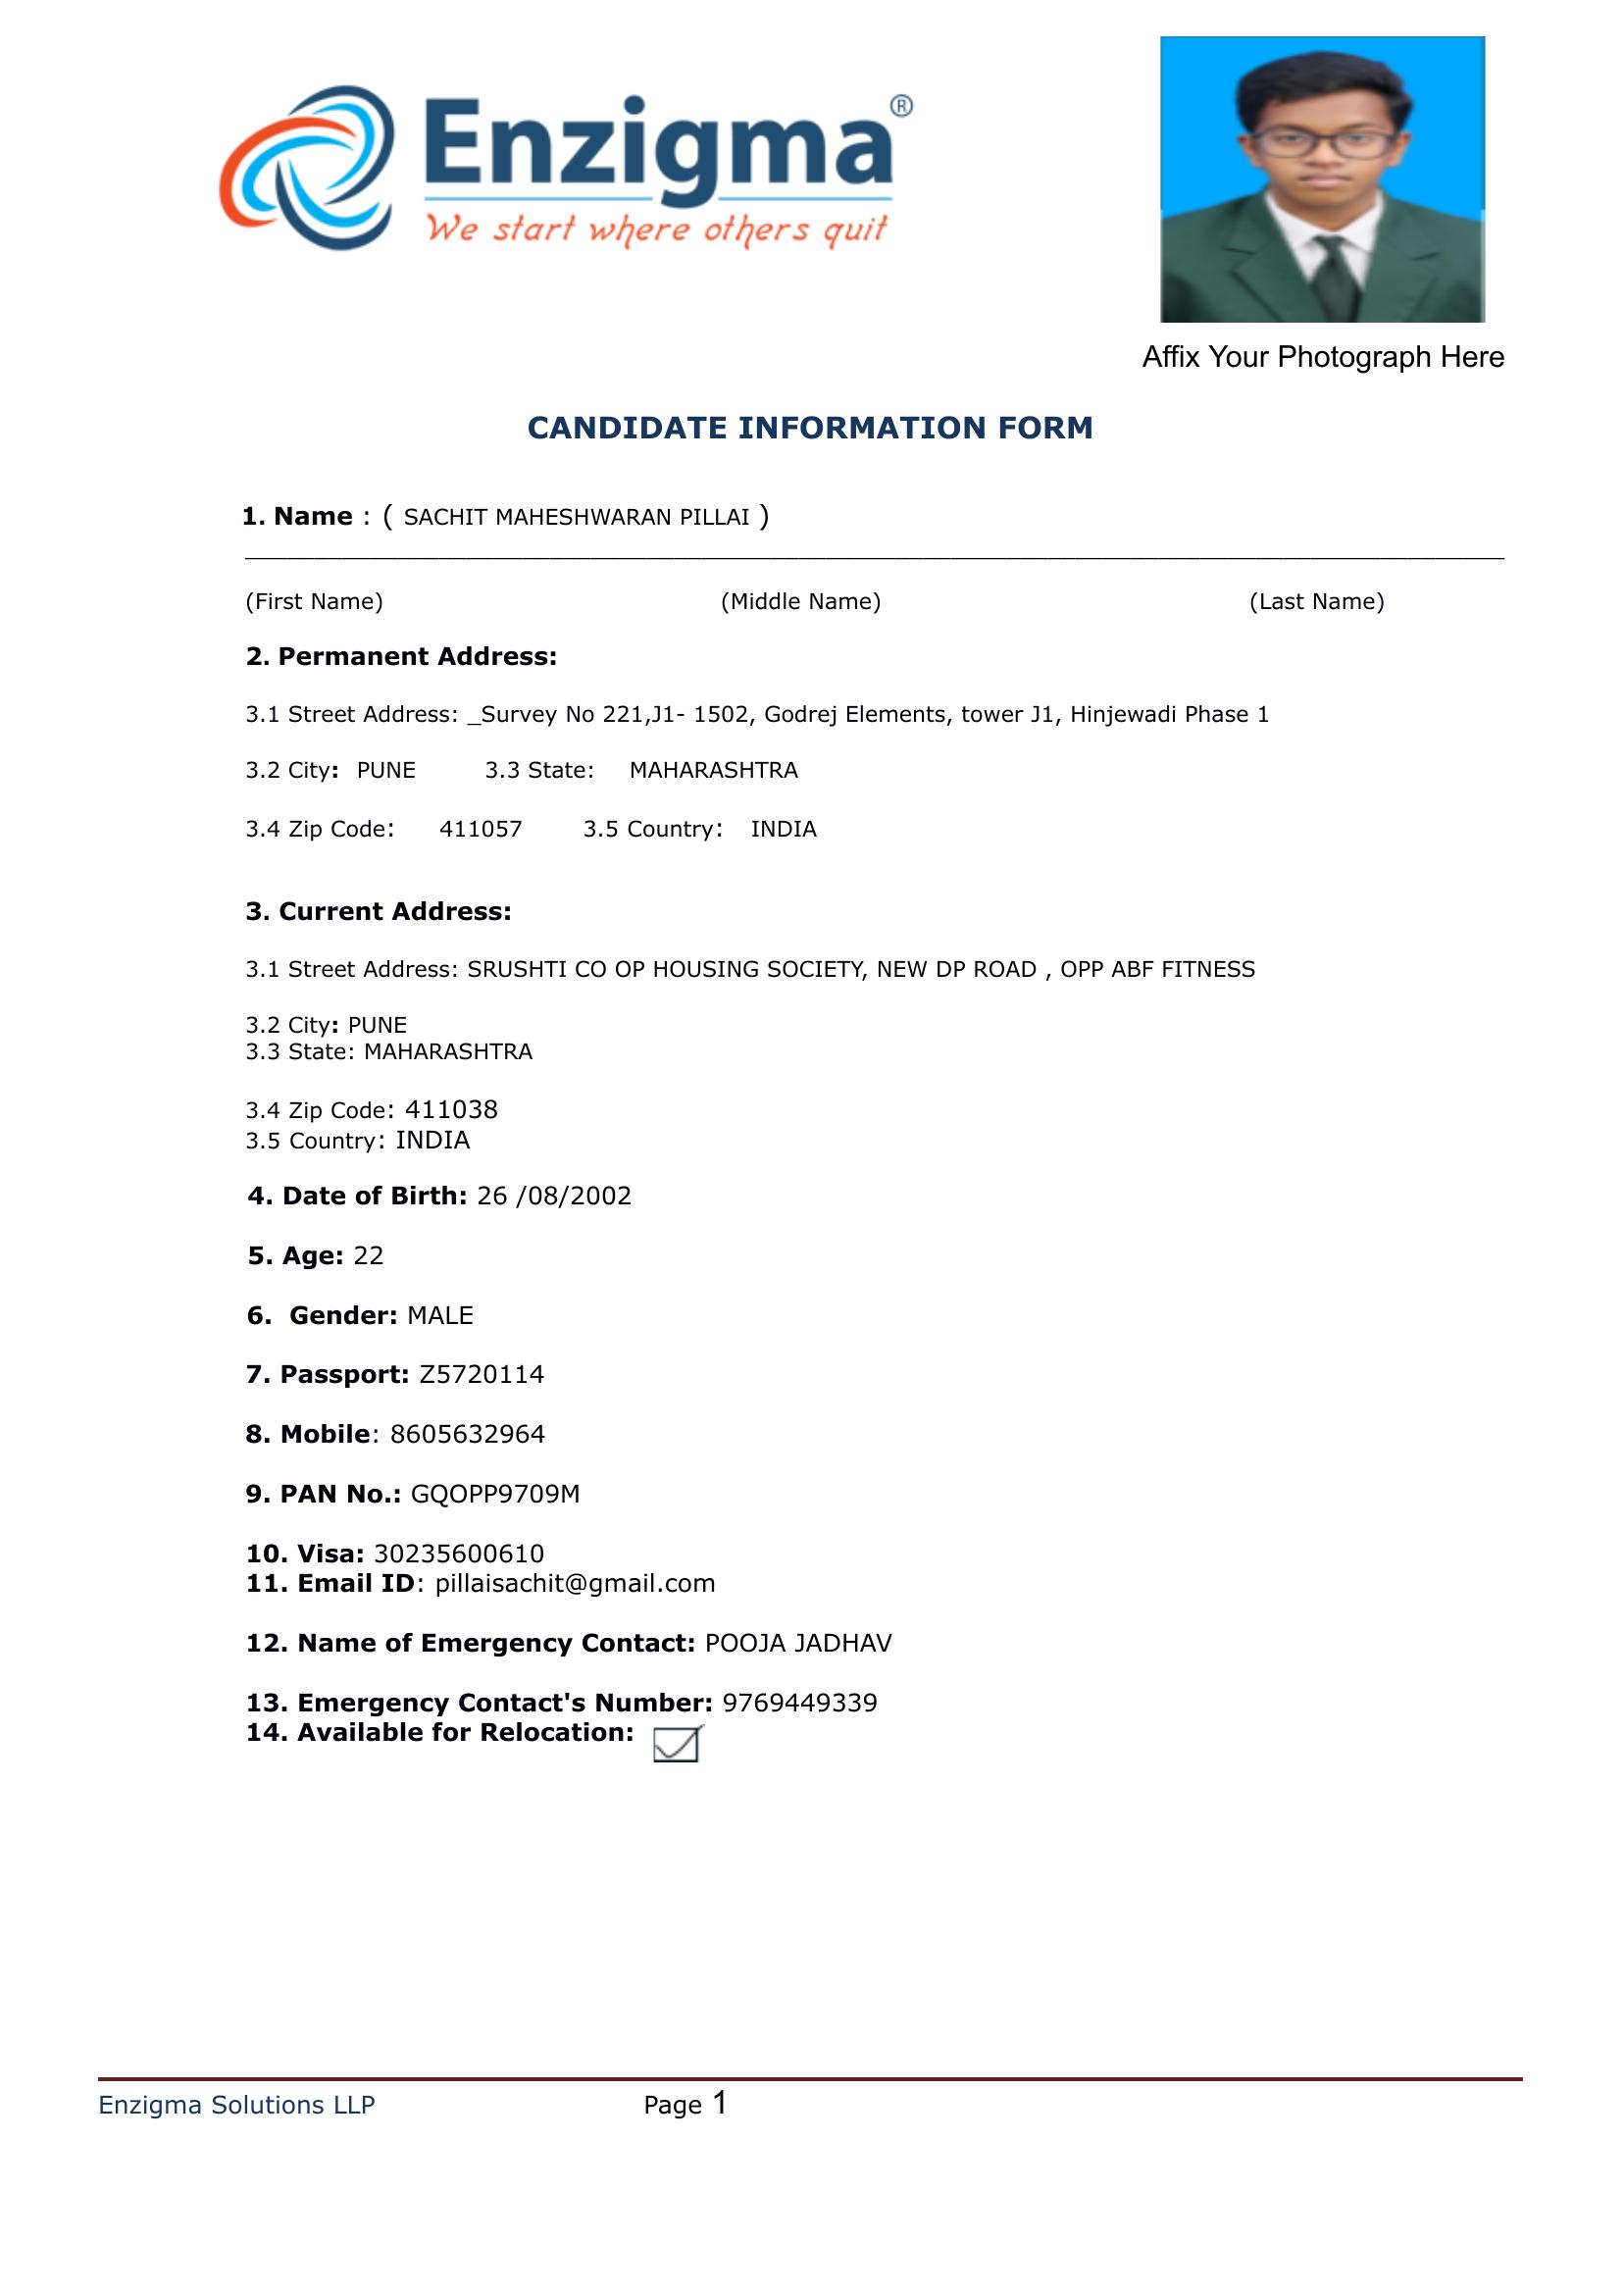 Enzigma®
We start where others quit
Affix Your Photograph Here
CANDIDATE INFORMATION FORM
1. Name : ( SACHIT MAHESHWARAN PILLAI )
(First Name) (Middle Name) (Last Name)
2. Permanent Address:
3.1 Street Address: _Survey No 221,J1- 1502, Godrej Elements, tower J1, Hinjewadi Phase 1
3.2 City: PUNE 3.3 State: MAHARASHTRA
3.4 Zip Code: 411057 3.5 Country: INDIA
3. Current Address:
3.1 Street Address: SRUSHTI CO OP HOUSING SOCIETY, NEW DP ROAD , OPP ABF FITNESS
3.2 City: PUNE
3.3 State: MAHARASHTRA
3.4 Zip Code: 411038
3.5 Country: INDIA
4. Date of Birth: 26 /08/2002
5. Age: 22
6. Gender: MALE
7. Passport: Z5720114
8. Mobile: 8605632964
9. PAN No.: GQOPP9709M
10. Visa: 30235600610
11. Email ID: pillaisachit@gmail.com
12. Name of Emergency Contact: POOJA JADHAV
13. Emergency Contact's Number: 9769449339
14. Available for Relocation:
Enzigma Solutions LLP Page 1